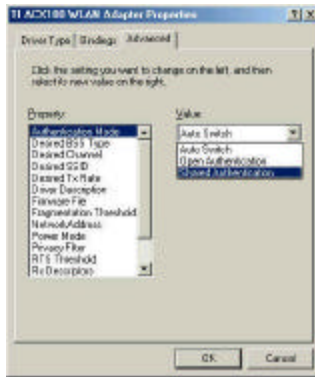 TI ACX100 WLAN Adapter Properties
Driver Type
Bindings
Advanced
Click the setting you want to change on the left, and then
select its new value on the right.
Property:
Authentication Mode
Desired BSS Type
Desired Channel
Desired SSID
Desired Tx Rate
Driver Description
Firmware File
Fragmentation Threshold
NetworkAddress
Power Mode
Privacy Filter
RTS Threshold
Rx Descriptors
Value:
Auto Switch
Auto Switch
Open Authentication
Shared Authentication
OK
Cancel